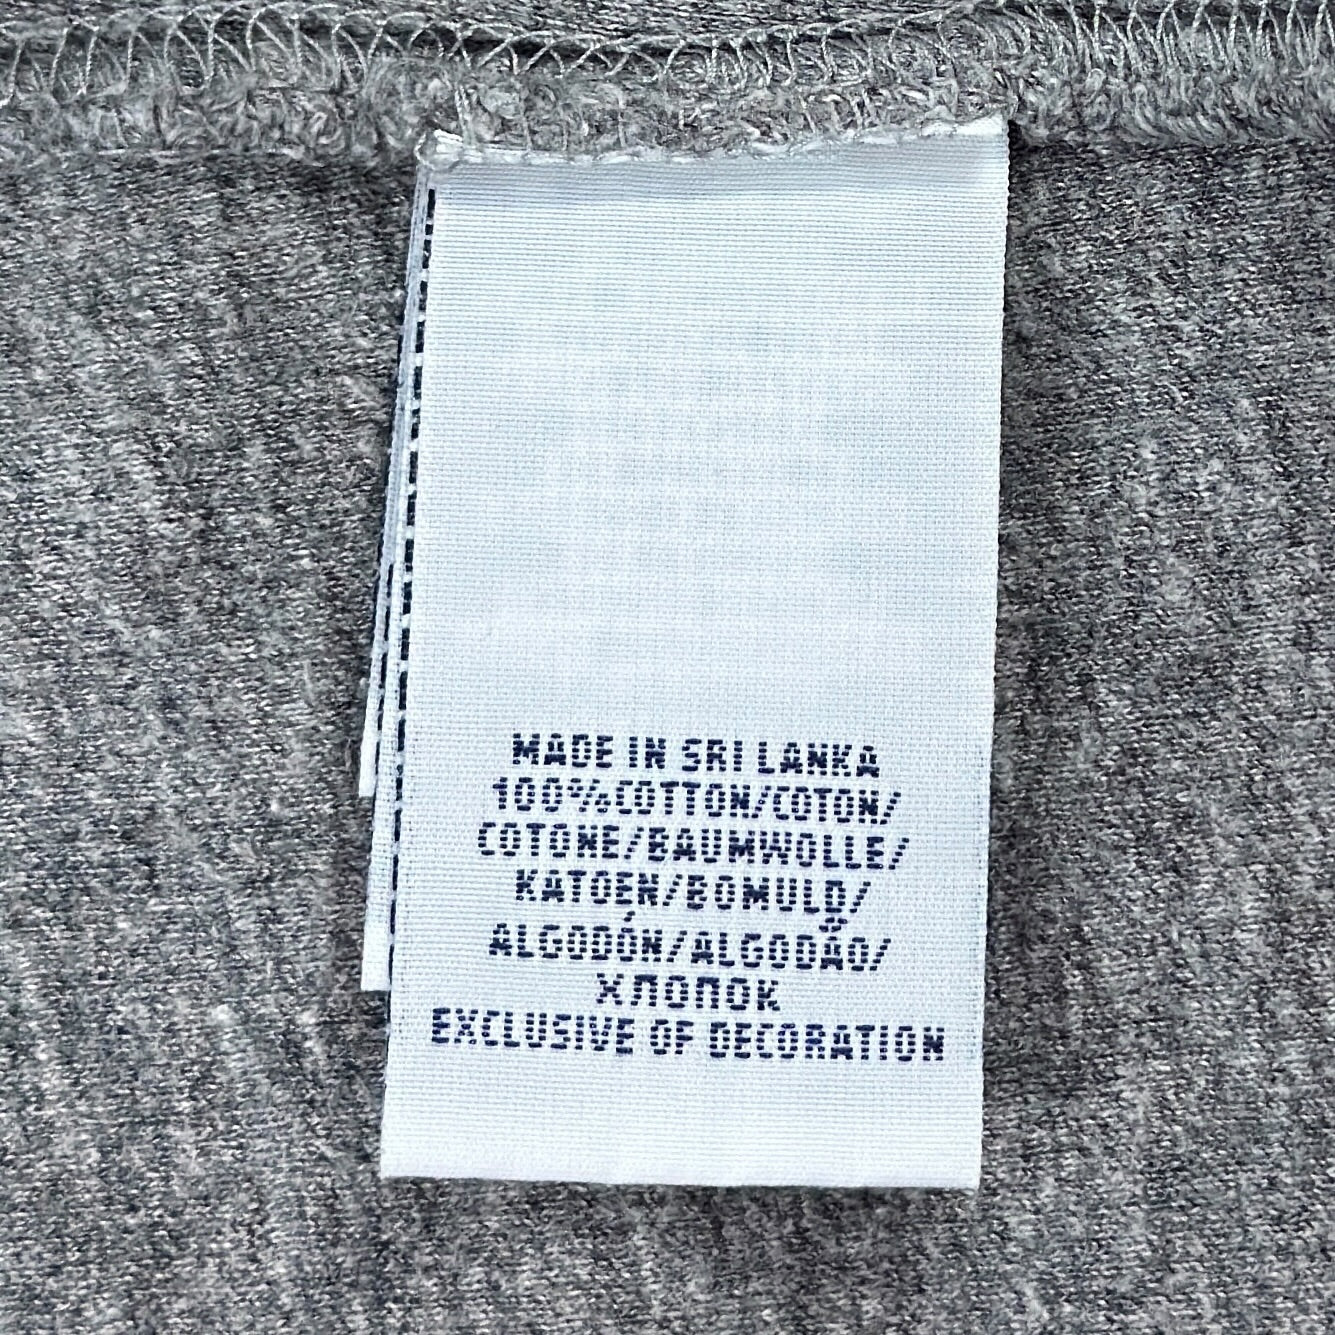 MADE IN SRI LANKA
100%COTTON/COTON/
COTONE/BAUMWOLLE/
KATOEN/BOMULD/
ALGODÓN/ALGODÃO/
ХЛОПОК
EXCLUSIVE OF DECORATION